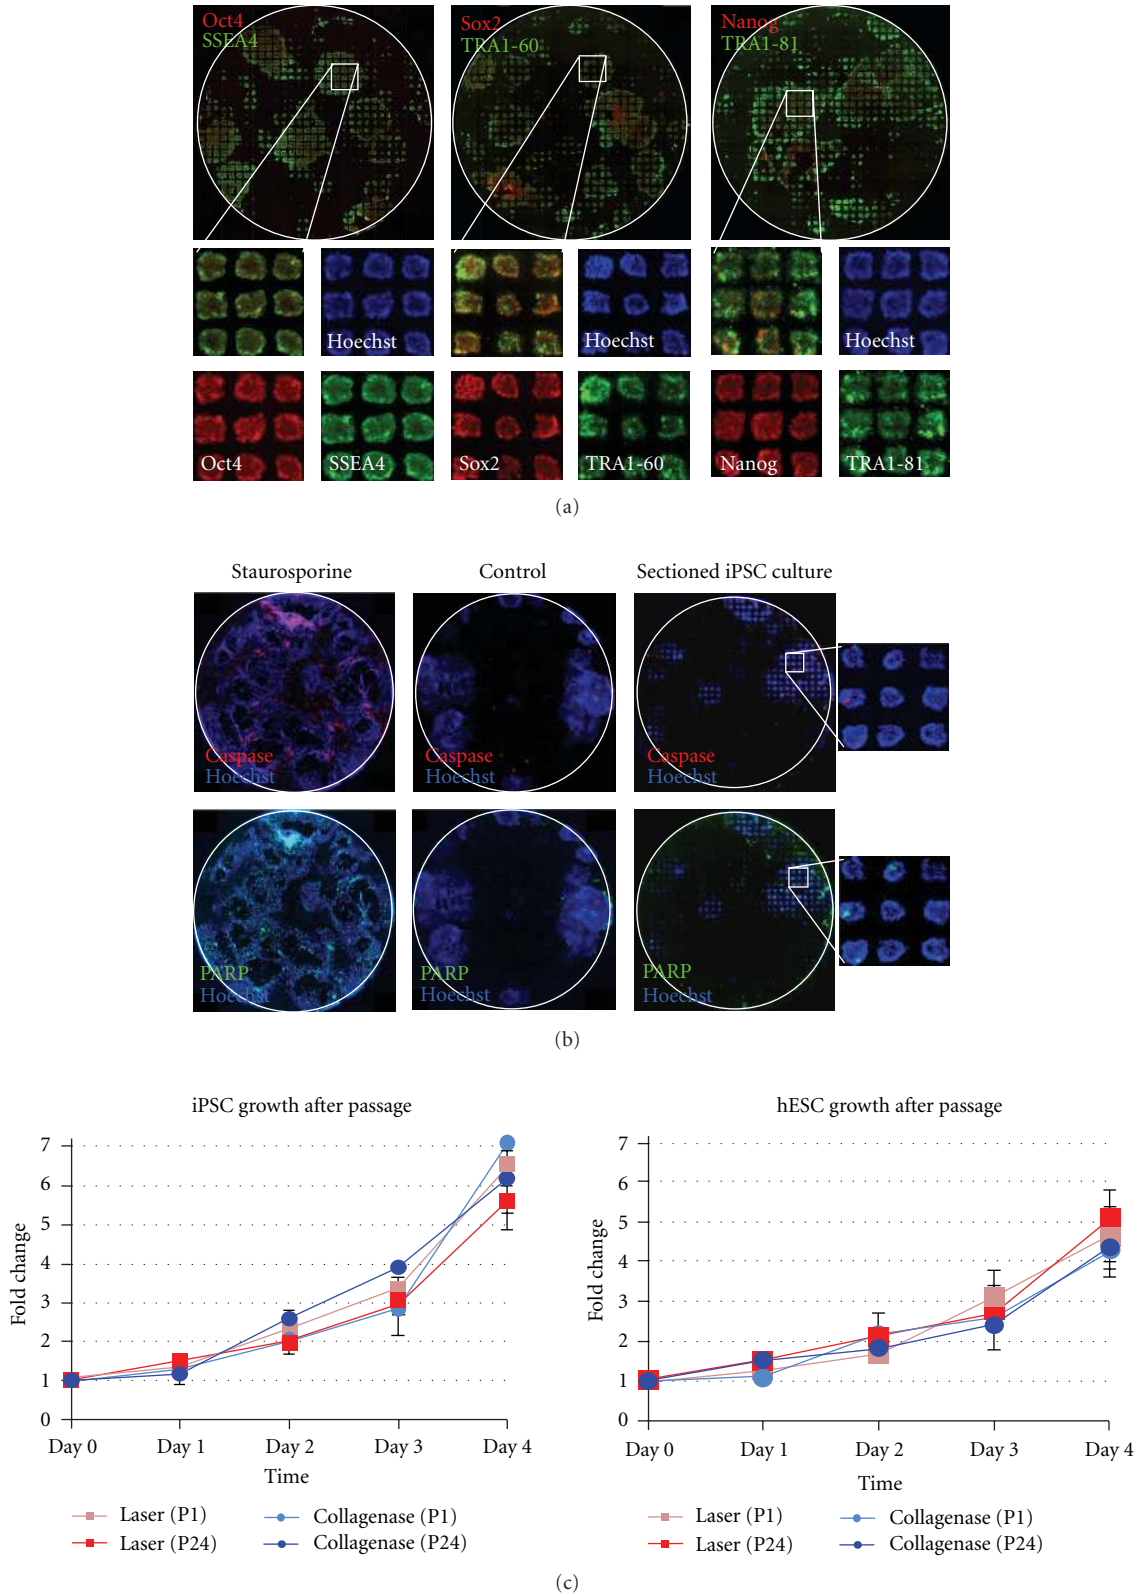 Oct4
SSEA4
Sox2
TRA1-60
Nanog
TRA1-81
Hoechst
Hoechst
Hoechst
Oct4
SSEA4
Sox2
TRA1-60
Nanog
TRA1-81
(a)
Staurosporine
Control
Sectioned iPSC culture
Caspase
Hoechst
Caspase
Hoechst
Caspase
Hoechst
PARP
Hoechst
PARP
Hoechst
PARP
Hoechst
(b)
iPSC growth after passage
7
6
5
4
3
2
1
0
Fold change
Day 0
Day 1
Day 2
Day 3
Day 4
Time
Laser (P1)
Laser (P24)
Collagenase (P1)
Collagenase (P24)
hESC growth after passage
7
6
5
4
3
2
1
0
Fold change
Day 0
Day 1
Day 2
Day 3
Day 4
Time
Laser (P1)
Laser (P24)
Collagenase (P1)
Collagenase (P24)
(c)